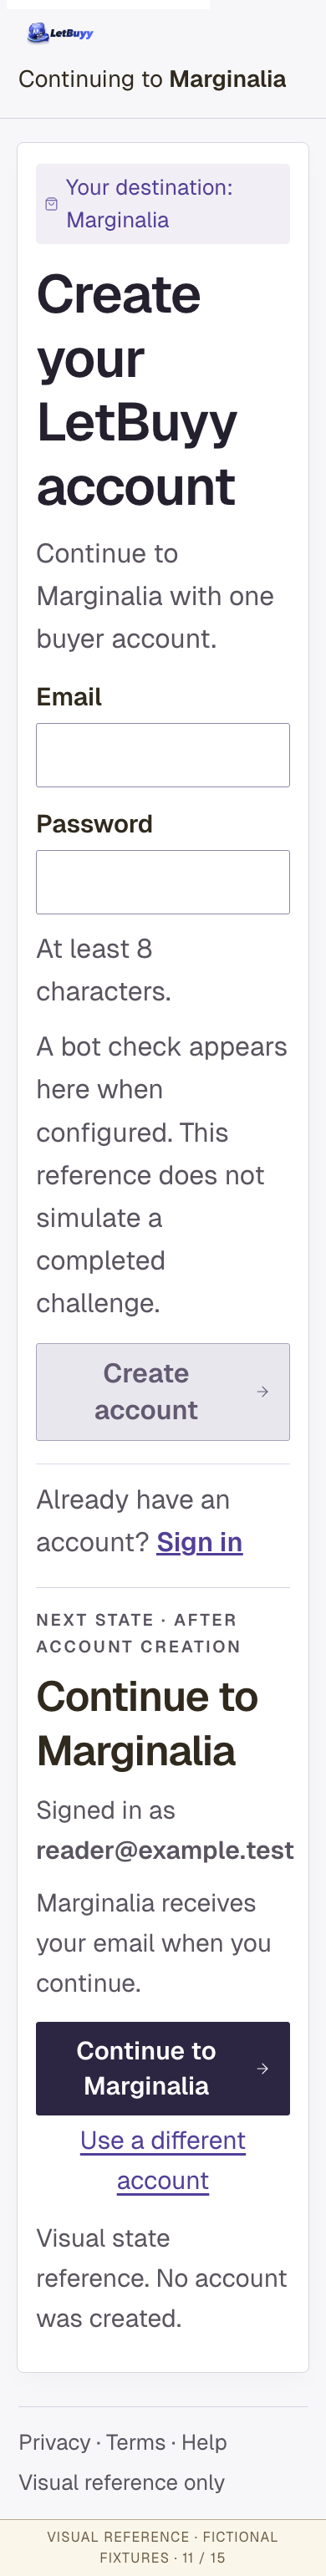 LetBuyy
Continuing to Marginalia
Your destination:
Marginalia
Create
your
LetBuyy
account
Continue to
Marginalia with one
buyer account.
Email
Password
At least 8
characters.
A bot check appears
here when
configured. This
reference does not
simulate a
completed
challenge.
Create
account
Already have an
account? Sign in
NEXT STATE · AFTER
ACCOUNT CREATION
Continue to
Marginalia
Signed in as
reader@example.test
Marginalia receives
your email when you
continue.
Continue to
Marginalia
Use a different
account
Visual state
reference. No account
was created.
Privacy · Terms · Help
Visual reference only
VISUAL REFERENCE · FICTIONAL
FIXTURES · 11 / 15